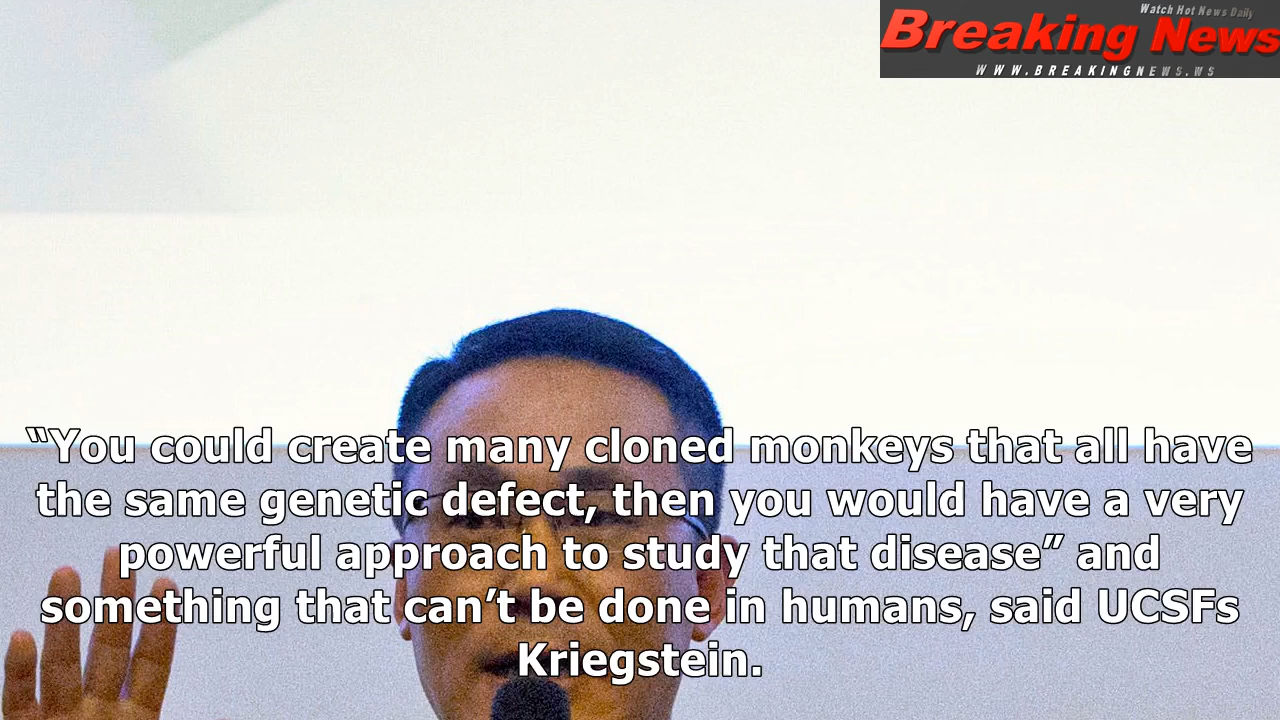 Watch Hot News Daily
Breaking News
WWW.BREAKINGNEWS.WS
“You could create many cloned monkeys that all have
the same genetic defect, then you would have a very
powerful approach to study that disease” and
something that can’t be done in humans, said UCSFs
Kriegstein.